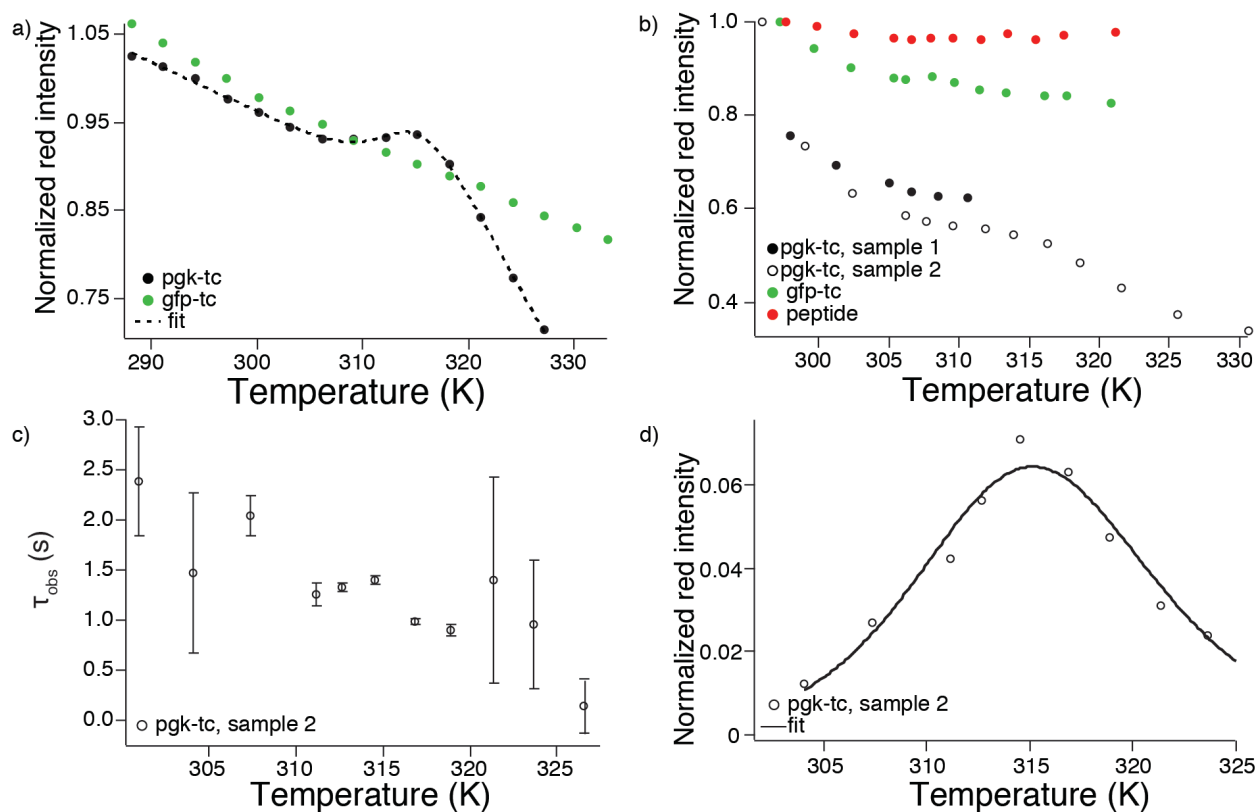 a)
Normalized red intensity
1.05
0.95
0.85
0.75
pgk-tc
gfp-tc
fit
290
300
310
320
330
Temperature (K)
b)
Normalized red intensity
1.0
0.8
0.6
0.4
pgk-tc, sample 1
pgk-tc, sample 2
gfp-tc
peptide
300
305
310
315
320
325
330
Temperature (K)
c)
τobs (s)
3.0
2.5
2.0
1.5
1.0
0.5
0.0
pgk-tc, sample 2
305
310
315
320
325
Temperature (K)
d)
Normalized red intensity
0.06
0.04
0.02
0
pgk-tc, sample 2
fit
305
310
315
320
325
Temperature (K)